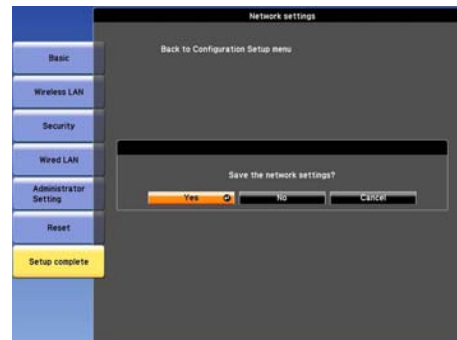 Network settings
Back to Configuration Setup menu
Basic
Wireless LAN
Security
Wired LAN
Administrator
Setting
Reset
Setup complete
Save the network settings?
Yes
No
Cancel